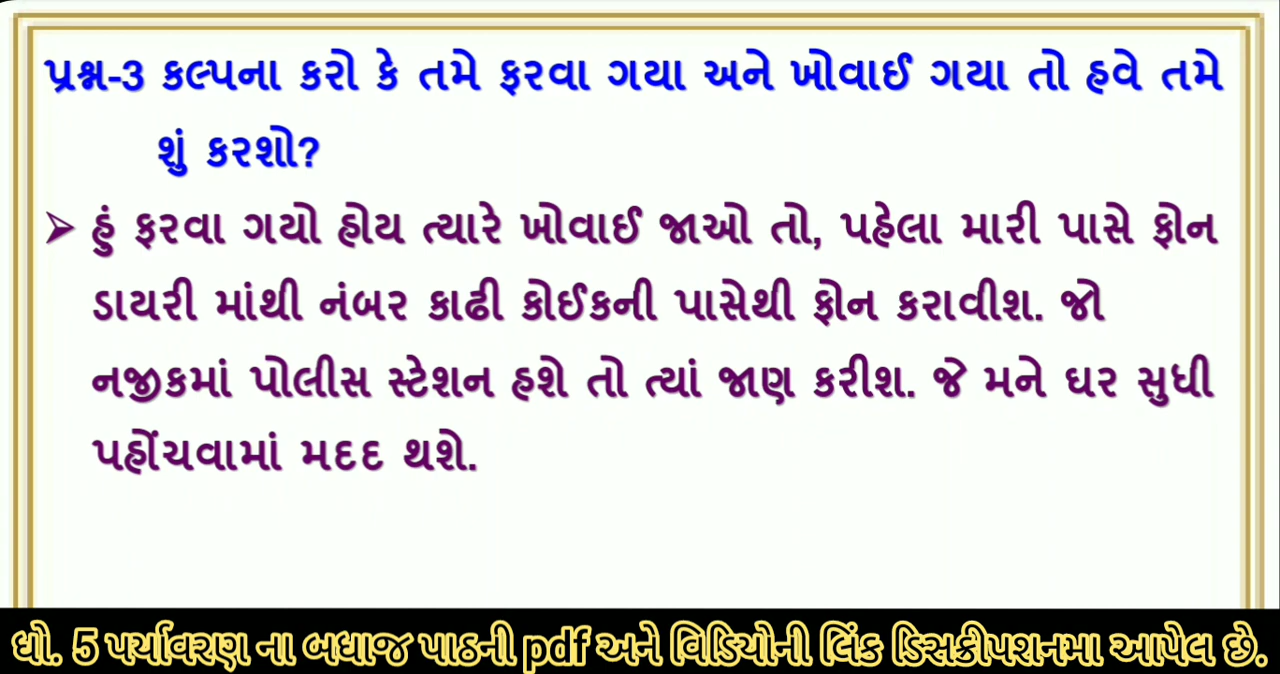 પ્રશ્ન-3 કલ્પના કરો કે તમે ફરવા ગયા અને ખોવાઈ ગયા તો હવે તમે
શું કરશો?
➢ હું ફરવા ગયો હોય ત્યારે ખોવાઈ જાઓ તો, પહેલા મારી પાસે ફોન
ડાયરી માંથી નંબર કાઢી કોઈકની પાસેથી ફોન કરાવીશ. જો
નજીકમાં પોલીસ સ્ટેશન હશે તો ત્યાં જાણ કરીશ. જે મને ઘર સુધી
પહોંચવામાં મદદ થશે.
ધો. 5 પર્યાવરણ ના બધાજ પાઠની pdf અને વિડિયોની લિંક ડિસક્રીપશનમા આપેલ છે.